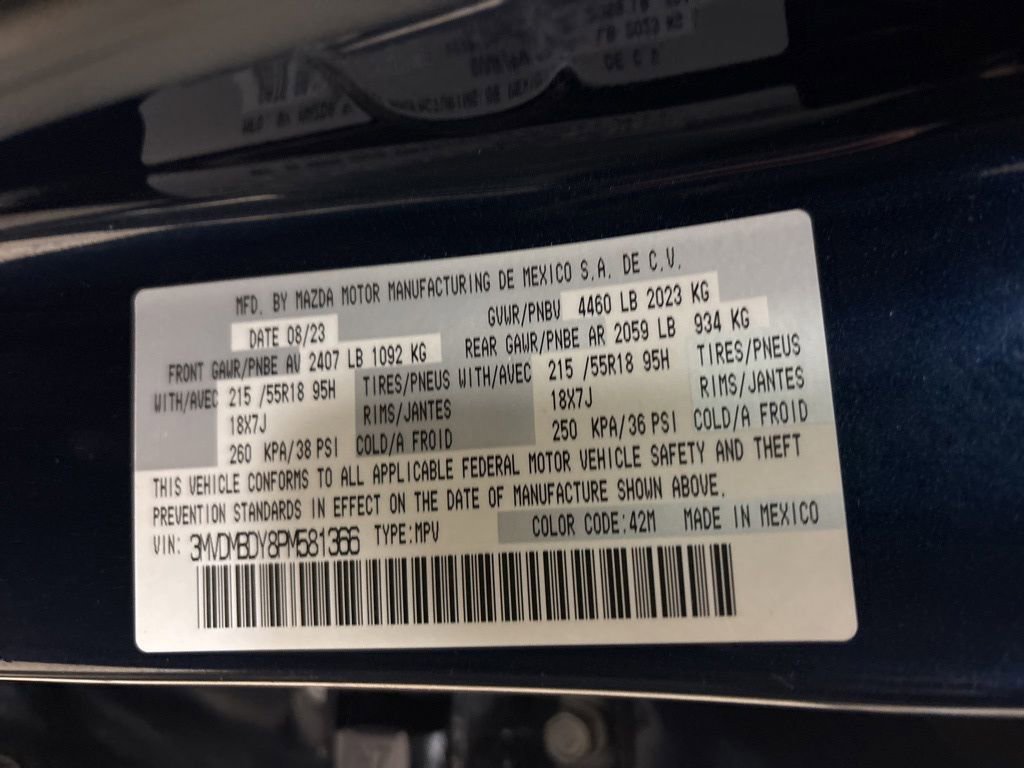 MFD. BY MAZDA MOTOR MANUFACTURING DE MEXICO S.A. DE C.V.
DATE 08/23 GVWR/PNBV 4460 LB 2023 KG
FRONT GAWR/PNBE AV 2407 LB 1092 KG REAR GAWR/PNBE AR 2059 LB 934 KG
WITH/AVEC 215 /55R18 95H TIRES/PNEUS WITH/AVEC 215 /55R18 95H TIRES/PNEUS
18X7J RIMS/JANTES 18X7J RIMS/JANTES
260 KPA/38 PSI COLD/A FROID 250 KPA/36 PSI COLD/A FROID
THIS VEHICLE CONFORMS TO ALL APPLICABLE FEDERAL MOTOR VEHICLE SAFETY AND THEFT
PREVENTION STANDARDS IN EFFECT ON THE DATE OF MANUFACTURE SHOWN ABOVE.
VIN: 3MVDMBDY8PM581366 TYPE:MPV COLOR CODE:42M MADE IN MEXICO